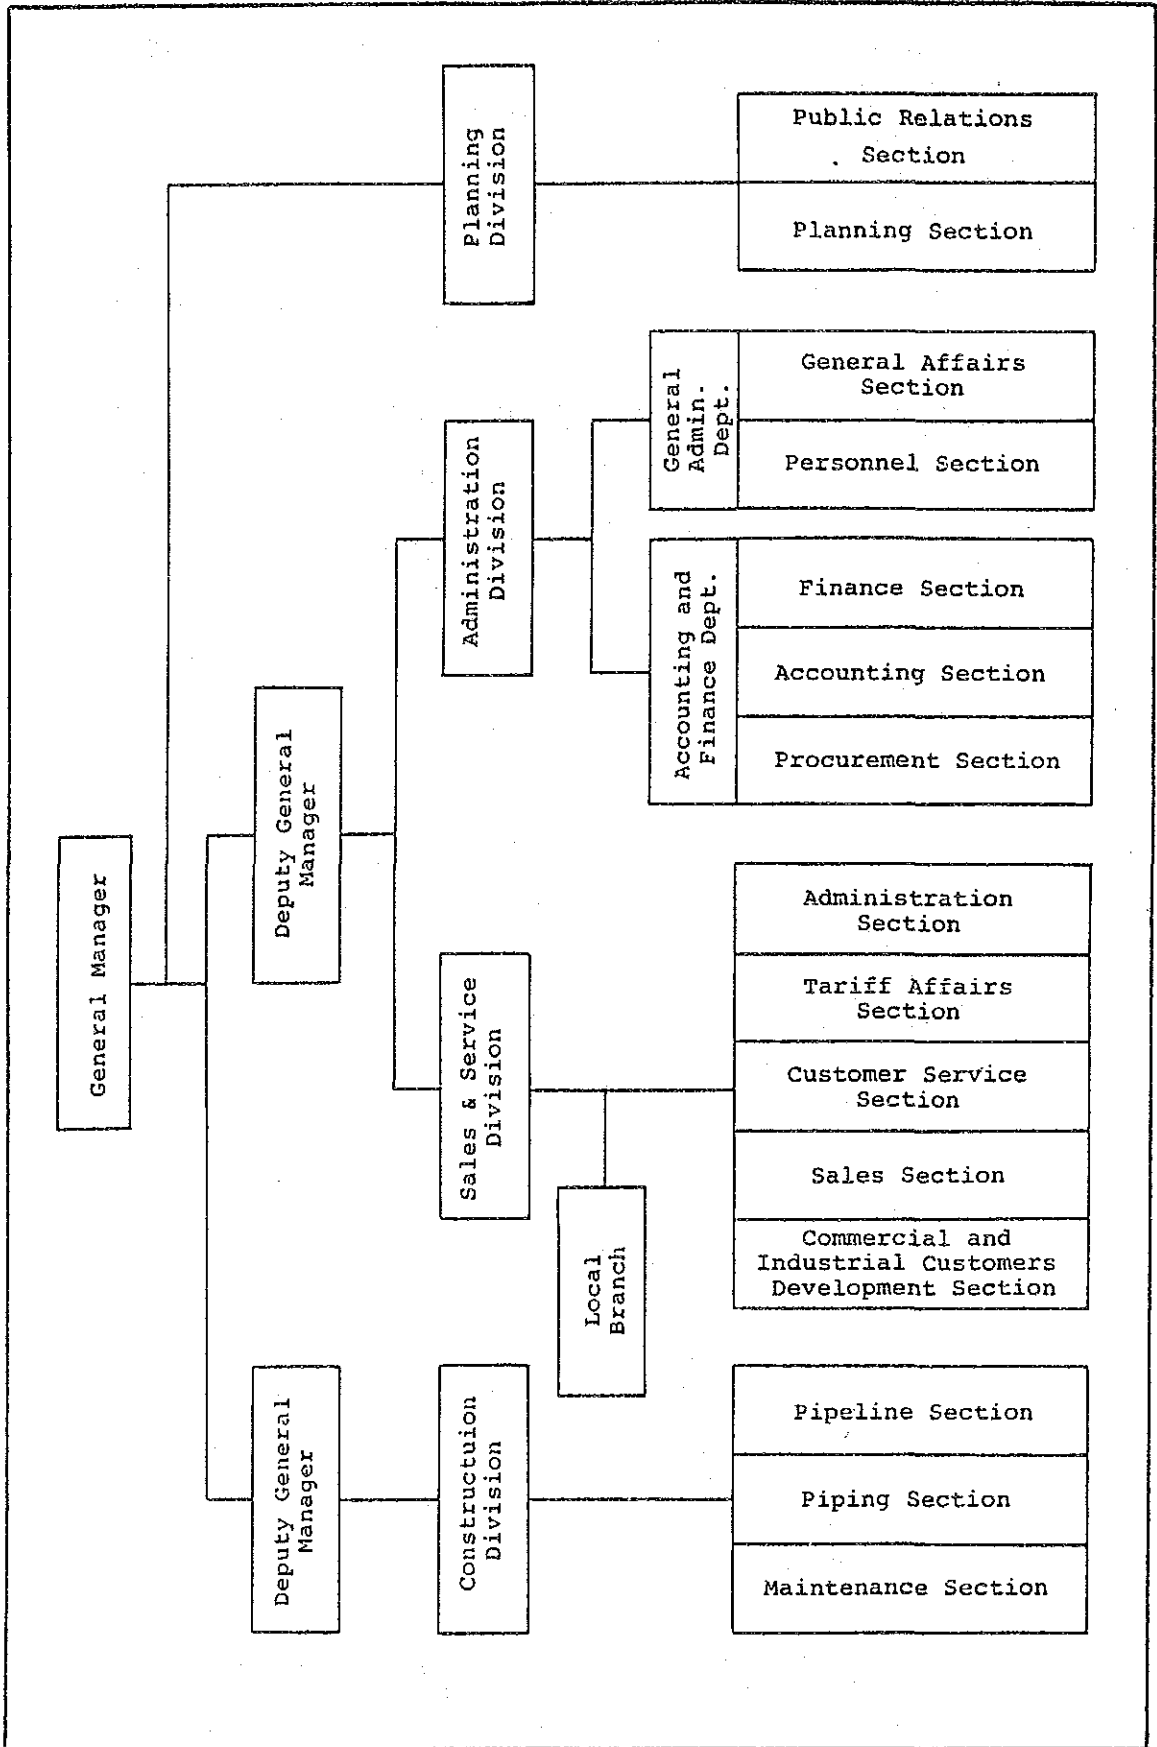 General Manager
Deputy General
Manager
Deputy General
Manager
Planning
Division
Administration
Division
Sales & Service
Division
Constructuion
Division
Local
Branch
General
Admin.
Dept.
Accounting and
Finance Dept.
Public Relations
Section
Planning Section
General Affairs
Section
Personnel Section
Finance Section
Accounting Section
Procurement Section
Administration
Section
Tariff Affairs
Section
Customer Service
Section
Sales Section
Commercial and
Industrial Customers
Development Section
Pipeline Section
Piping Section
Maintenance Section